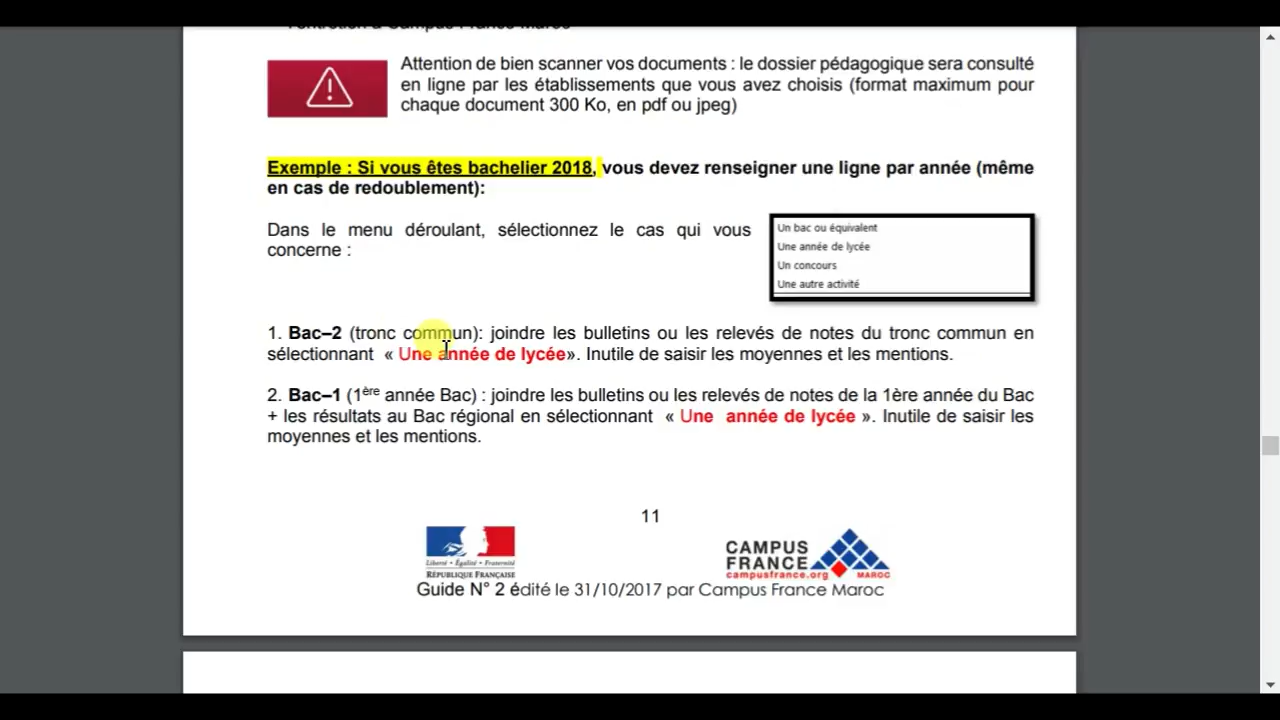 l'entretien à Campus France Maroc
Attention de bien scanner vos documents : le dossier pédagogique sera consulté
en ligne par les établissements que vous avez choisis (format maximum pour
chaque document 300 Ko, en pdf ou jpeg)
Exemple : Si vous êtes bachelier 2018, vous devez renseigner une ligne par année (même
en cas de redoublement):
Dans le menu déroulant, sélectionnez le cas qui vous
concerne :
Un bac ou équivalent
Une année de lycée
Un concours
Une autre activité
1. Bac–2 (tronc commun): joindre les bulletins ou les relevés de notes du tronc commun en
sélectionnant « Une année de lycée». Inutile de saisir les moyennes et les mentions.
2. Bac–1 (1ère année Bac) : joindre les bulletins ou les relevés de notes de la 1ère année du Bac
+ les résultats au Bac régional en sélectionnant « Une année de lycée ». Inutile de saisir les
moyennes et les mentions.
11
Liberté • Égalité • Fraternité
RÉPUBLIQUE FRANÇAISE
CAMPUS
FRANCE
campusfrance.org MAROC
Guide N° 2 édité le 31/10/2017 par Campus France Maroc